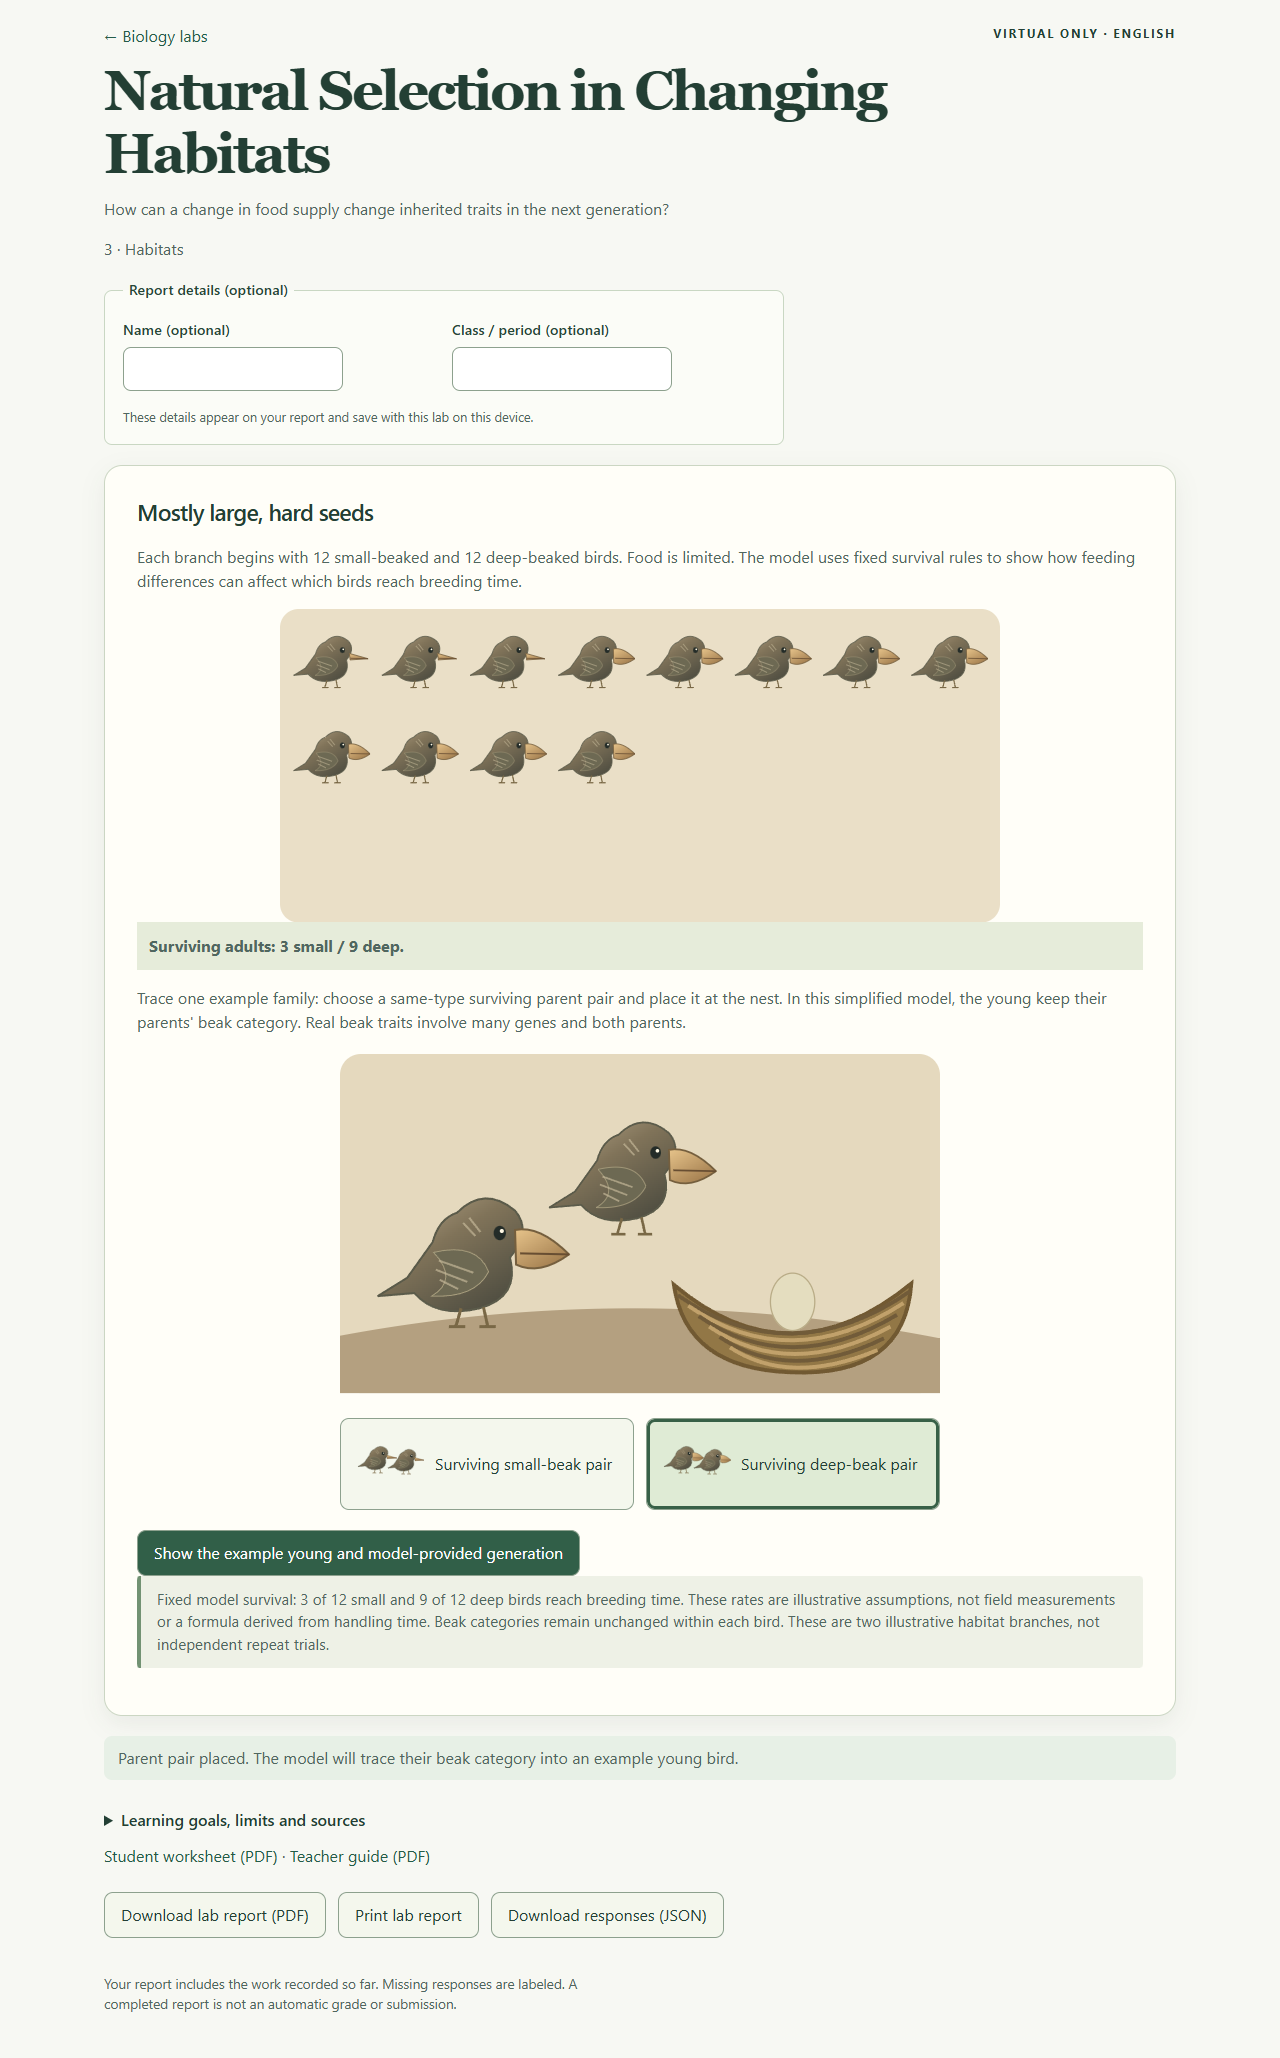 ← Biology labs
VIRTUAL ONLY · ENGLISH
Natural Selection in Changing
Habitats
How can a change in food supply change inherited traits in the next generation?
3 · Habitats
Report details (optional)
Name (optional)
Class / period (optional)
These details appear on your report and save with this lab on this device.
Mostly large, hard seeds
Each branch begins with 12 small-beaked and 12 deep-beaked birds. Food is limited. The model uses fixed survival rules to show how feeding
differences can affect which birds reach breeding time.
Surviving adults: 3 small / 9 deep.
Trace one example family: choose a same-type surviving parent pair and place it at the nest. In this simplified model, the young keep their
parents' beak category. Real beak traits involve many genes and both parents.
Surviving small-beak pair
Surviving deep-beak pair
Show the example young and model-provided generation
Fixed model survival: 3 of 12 small and 9 of 12 deep birds reach breeding time. These rates are illustrative assumptions, not field measurements
or a formula derived from handling time. Beak categories remain unchanged within each bird. These are two illustrative habitat branches, not
independent repeat trials.
Parent pair placed. The model will trace their beak category into an example young bird.
▶ Learning goals, limits and sources
Student worksheet (PDF) · Teacher guide (PDF)
Download lab report (PDF)
Print lab report
Download responses (JSON)
Your report includes the work recorded so far. Missing responses are labeled. A
completed report is not an automatic grade or submission.